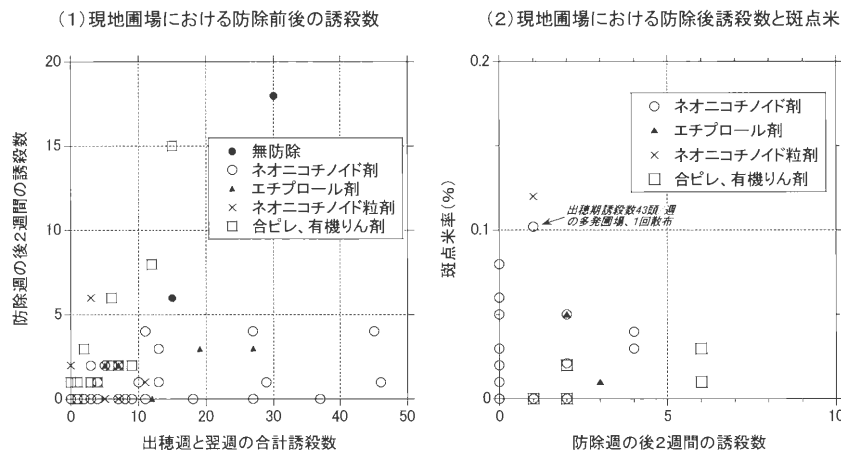 (1)現地圃場における防除前後の誘殺数
20
15
10
5
0
防除週の後2週間の誘殺数
無防除
ネオニコチノイド剤
エチプロール剤
ネオニコチノイド粒剤
合ピレ、有機りん剤
0 10 20 30 40 50
出穂週と翌週の合計誘殺数
(2)現地圃場における防除後誘殺数と斑点米
0.2
0.1
0
斑点米率(%)
ネオニコチノイド剤
エチプロール剤
ネオニコチノイド粒剤
合ピレ、有機りん剤
出穂期誘殺数43頭 週
の多発圃場、1回散布
0 5 10
防除週の後2週間の誘殺数